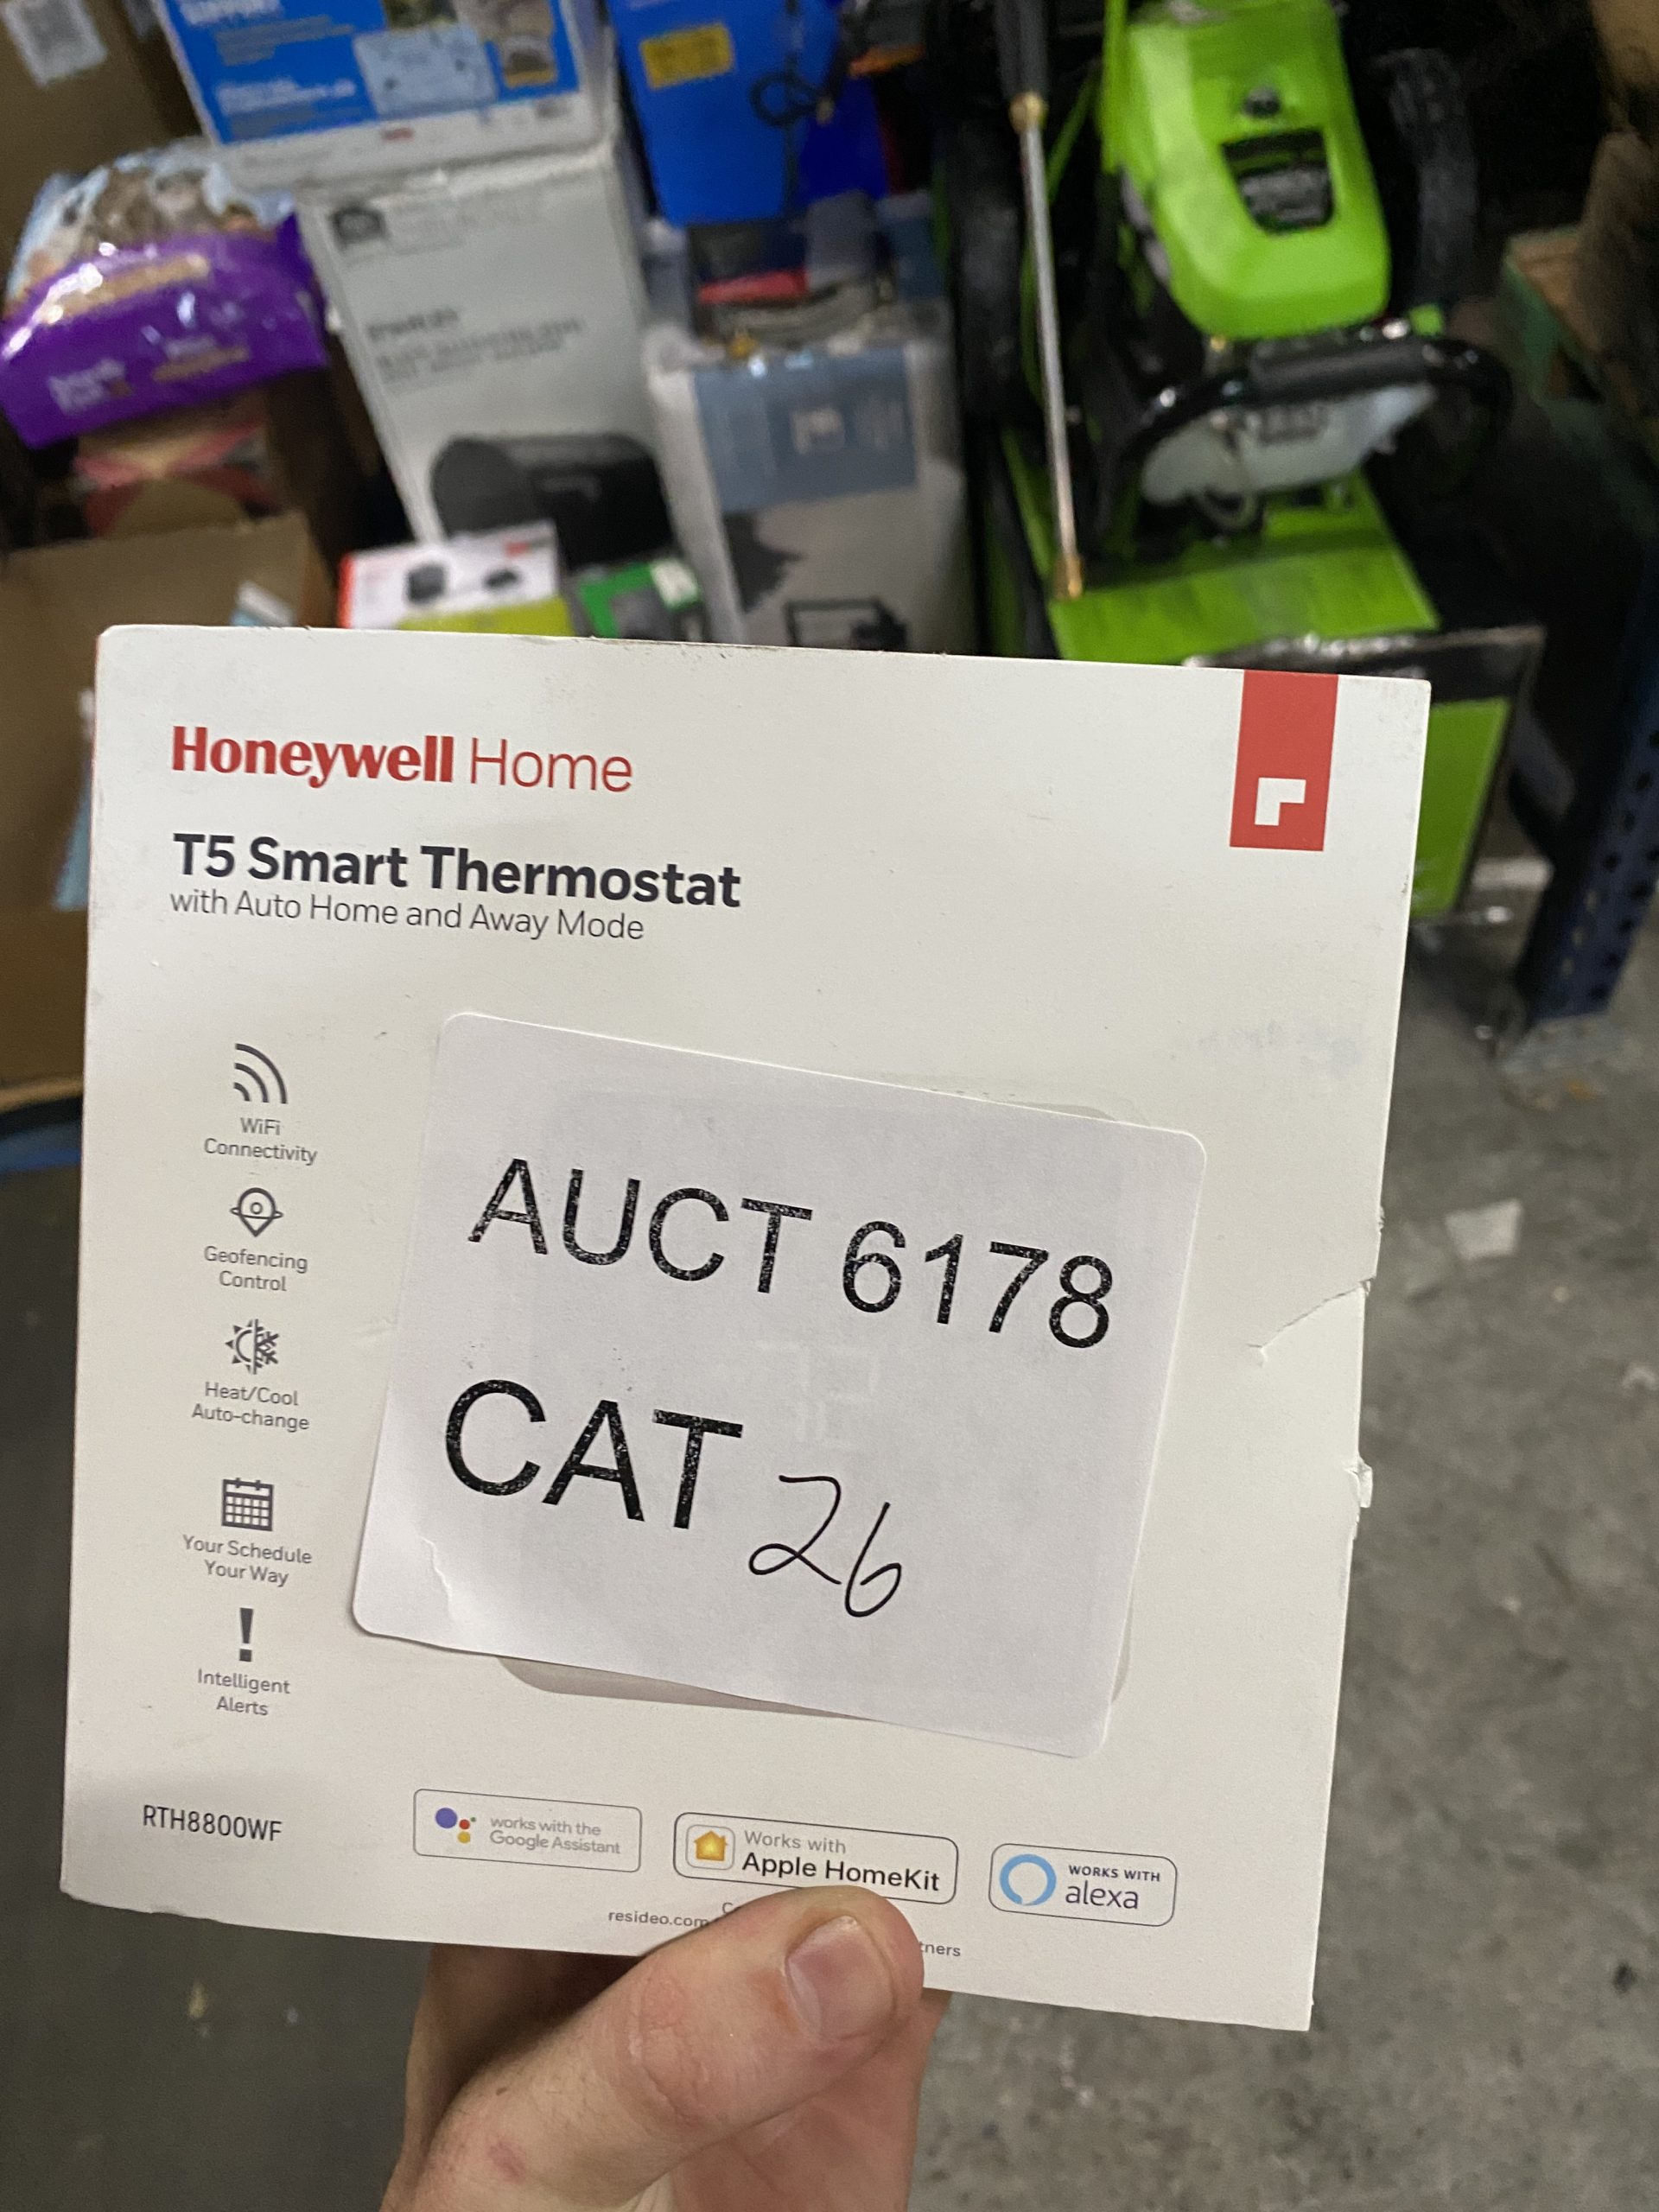 Honeywell Home
T5 Smart Thermostat
with Auto Home and Away Mode
WiFi
Connectivity
Geofencing
Control
Heat/Cool
Auto-change
Your Schedule
Your Way
Intelligent
Alerts
AUCT 6178
CAT 26
RTH8800WF
works with the
Google Assistant
Works with
Apple HomeKit
WORKS WITH
alexa
resideo.com